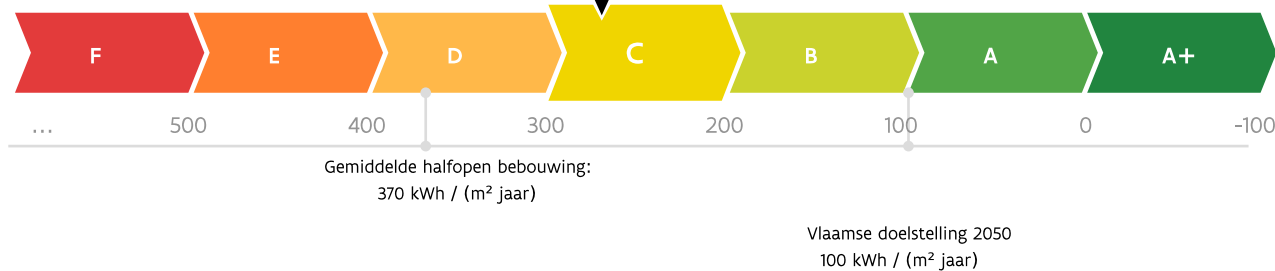 F E D C B A A+
... 500 400 300 200 100 0 -100
Gemiddelde halfopen bebouwing:
370 kWh / (m² jaar)
Vlaamse doelstelling 2050
100 kWh / (m² jaar)